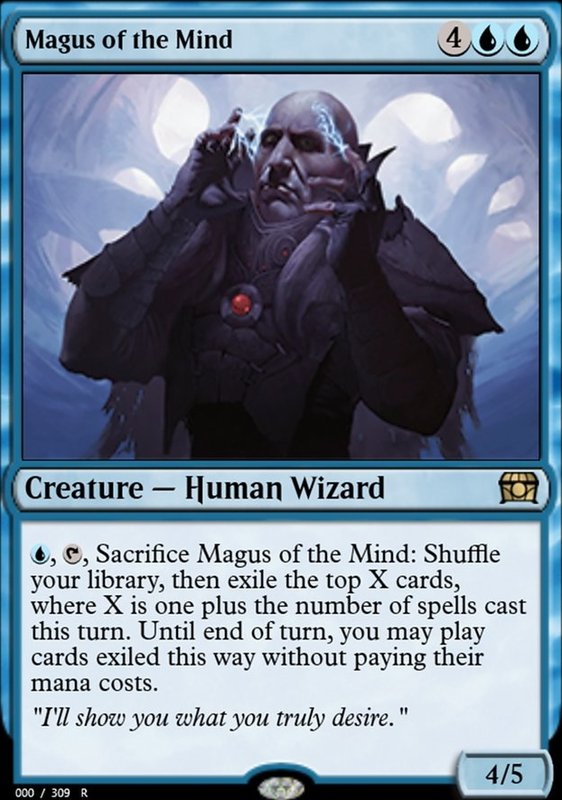 Magus of the Mind 4
Creature — Human Wizard
, , Sacrifice Magus of the Mind: Shuffle
your library, then exile the top X cards,
where X is one plus the number of spells cast
this turn. Until end of turn, you may play
cards exiled this way without paying their
mana costs.
"I'll show you what you truly desire."
4/5
000 / 309 R